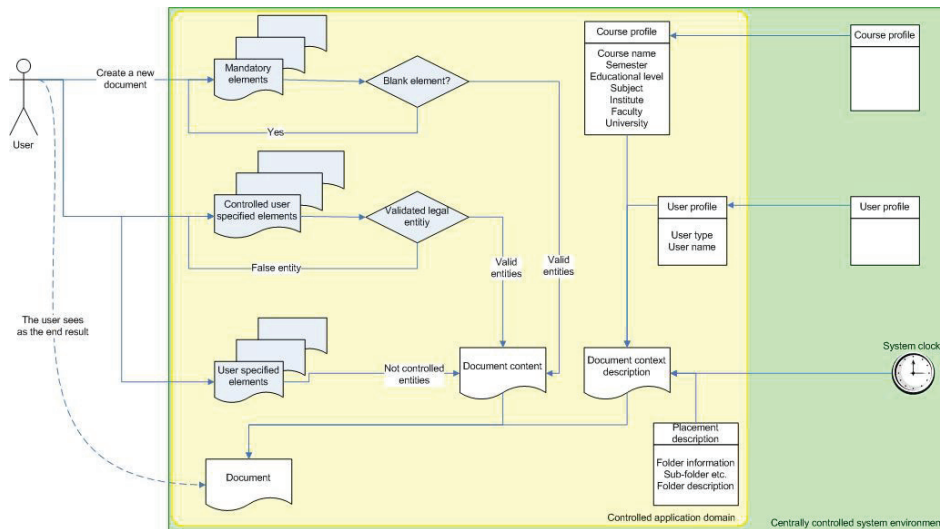 Course profile
Course name
Semester
Educational level
Subject
Institute
Faculty
University
Course profile
Create a new
document
Mandatory
elements
Blank element?
Yes
User
Controlled user
specified elements
Validated legal
entitiy
False entity
Valid
entities
Valid
entities
User profile
User type
User name
User profile
The user sees
as the end result
User specified
elements
Not controlled
entities
Document content
Document context
description
System clock
Placement
description
Folder information
Sub-folder etc.
Folder description
Document
Controlled application domain
Centrally controlled system environment